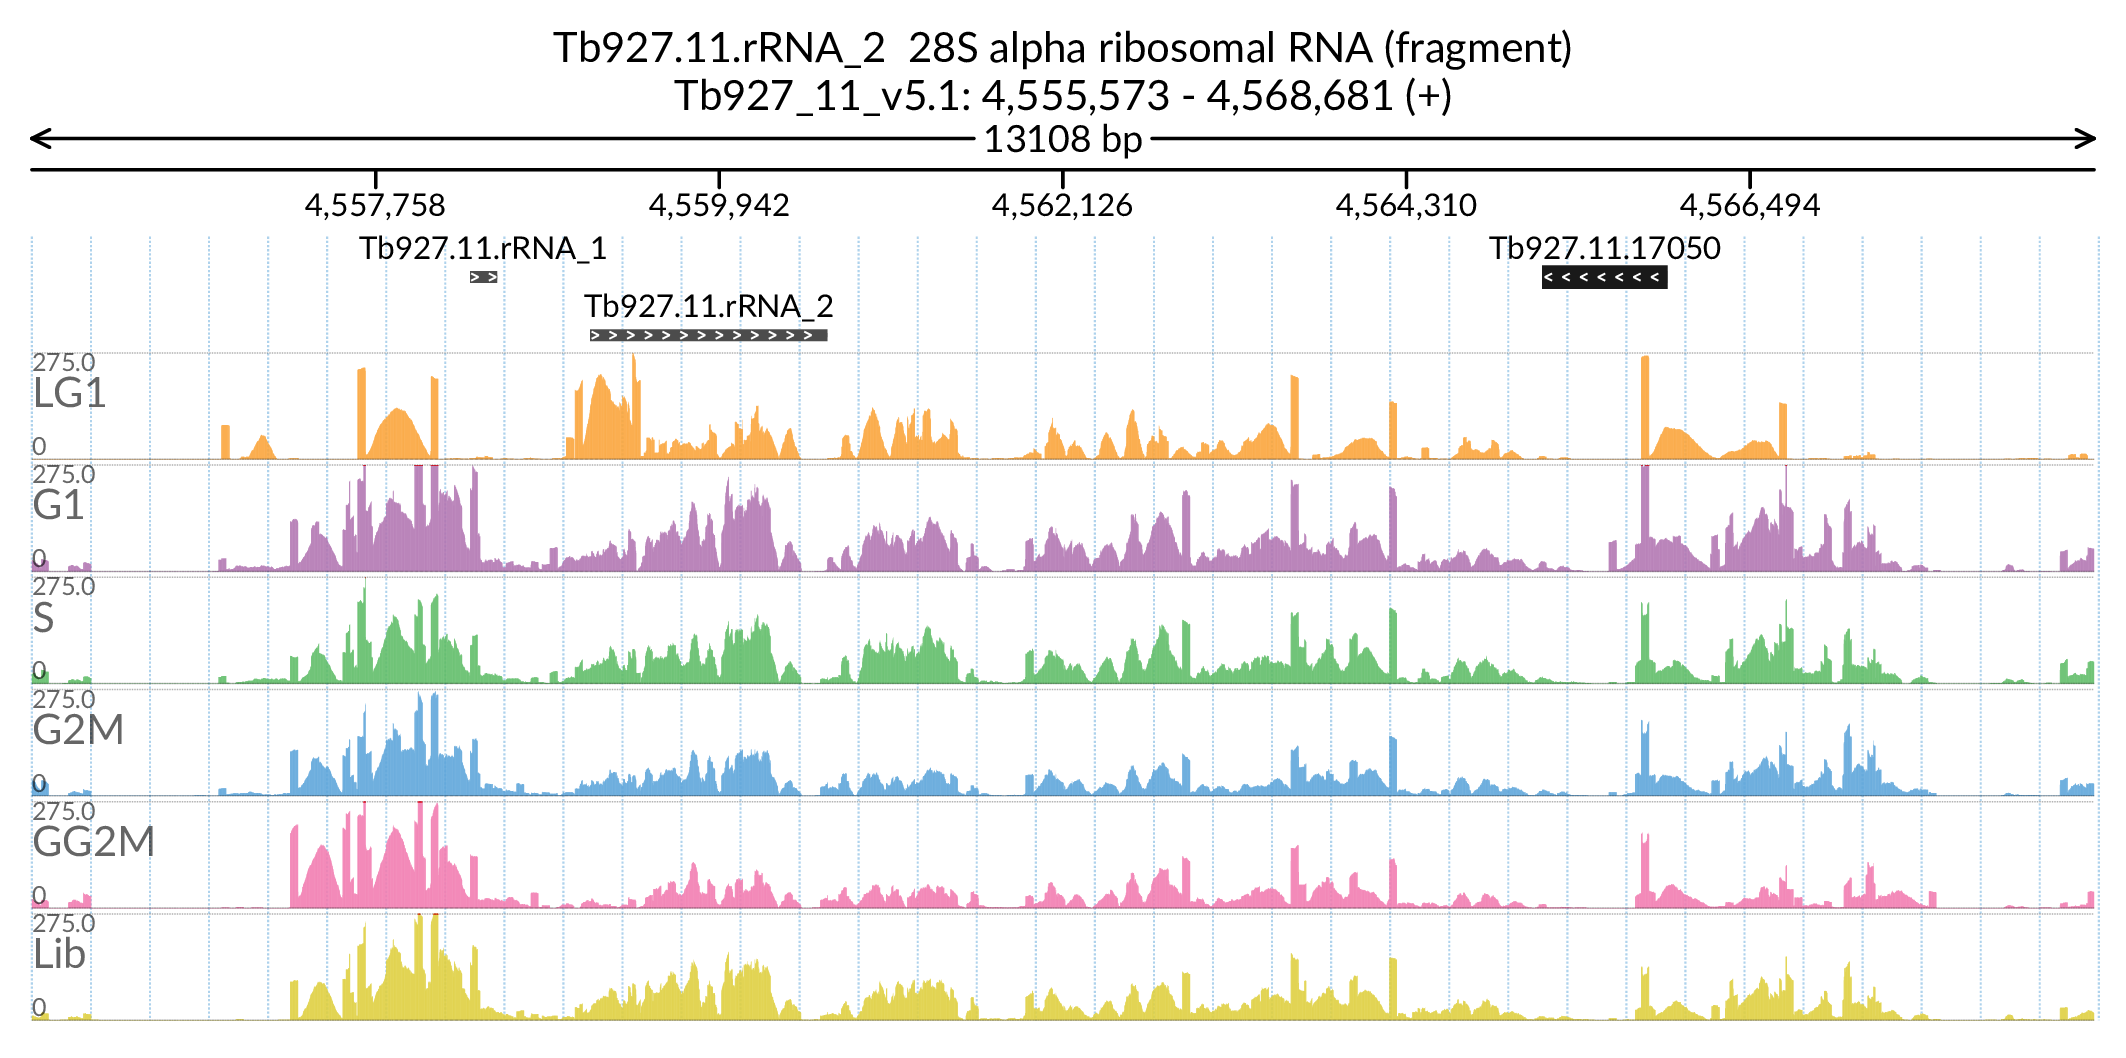 Tb927.11.rRNA_2  28S alpha ribosomal RNA (fragment)
Tb927_11_v5.1: 4,555,573 - 4,568,681 (+)
13108 bp
4,557,758 4,559,942 4,562,126 4,564,310 4,566,494
Tb927.11.rRNA_1 Tb927.11.17050
Tb927.11.rRNA_2
275.0
LG1
0
275.0
G1
0
275.0
S
0
275.0
G2M
0
275.0
GG2M
0
275.0
Lib
0